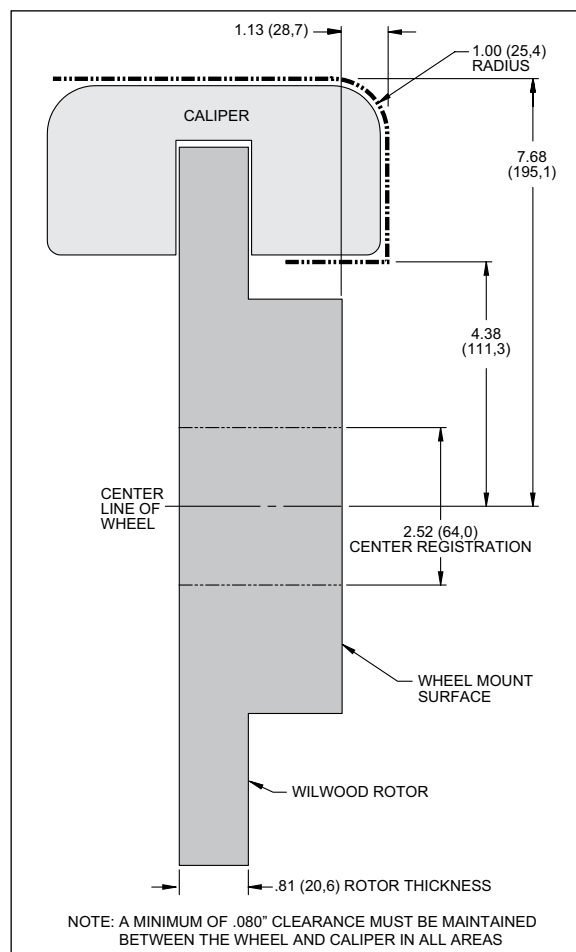 1.13 (28,7)
1.00 (25,4)
RADIUS
CALIPER
7.68
(195,1)
4.38
(111,3)
CENTER
LINE OF
WHEEL
2.52 (64,0)
CENTER REGISTRATION
WHEEL MOUNT
SURFACE
WILWOOD ROTOR
.81 (20,6) ROTOR THICKNESS
NOTE: A MINIMUM OF .080" CLEARANCE MUST BE MAINTAINED
BETWEEN THE WHEEL AND CALIPER IN ALL AREAS